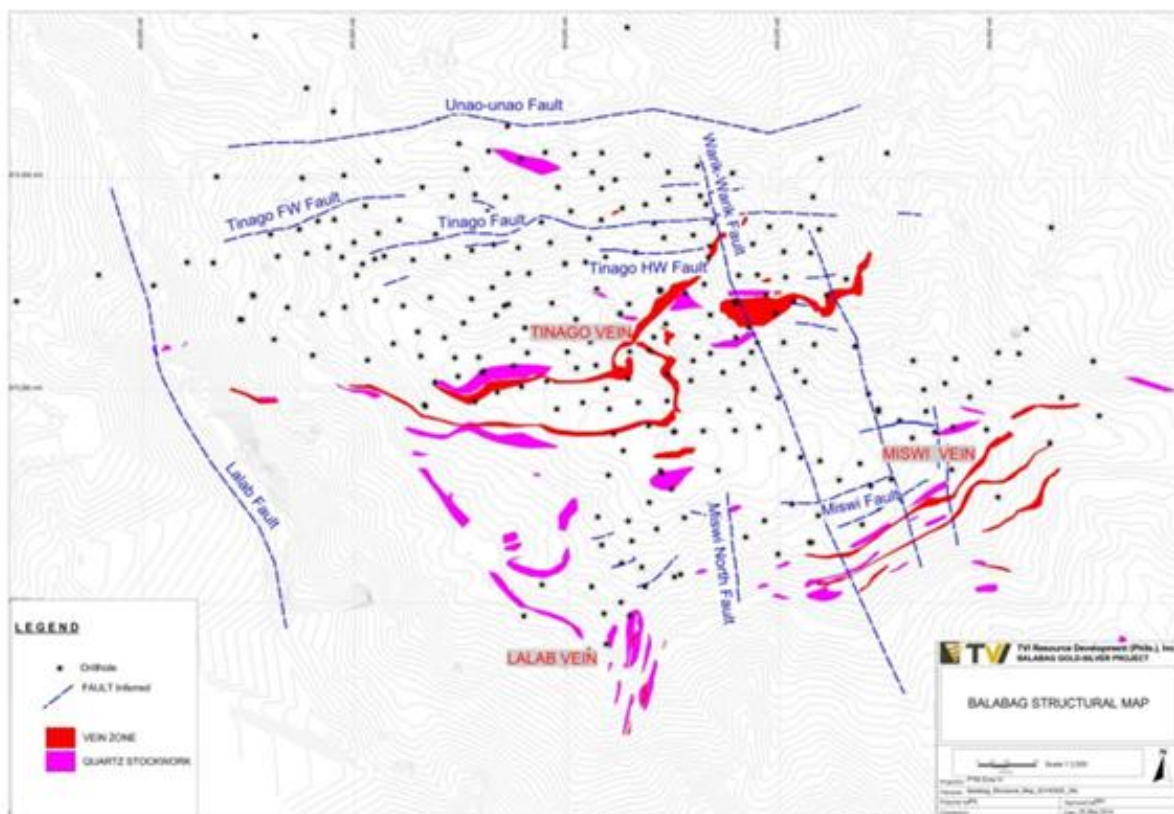 Unao-unao Fault
Warik-Warik Fault
Tinago FW Fault
Tinago Fault
Tinago HW Fault
TINAGO VEIN
MISWI VEIN
Lalab Fault
Miswi Fault
Miswi North Fault
LALAB VEIN
LEGEND
Drillhole
FAULT Inferred
VEIN ZONE
QUARTZ STOCKWORK
TVI TVI Resource Development (Phils.), Inc
BALABAG GOLD-SILVER PROJECT
BALABAG STRUCTURAL MAP
N